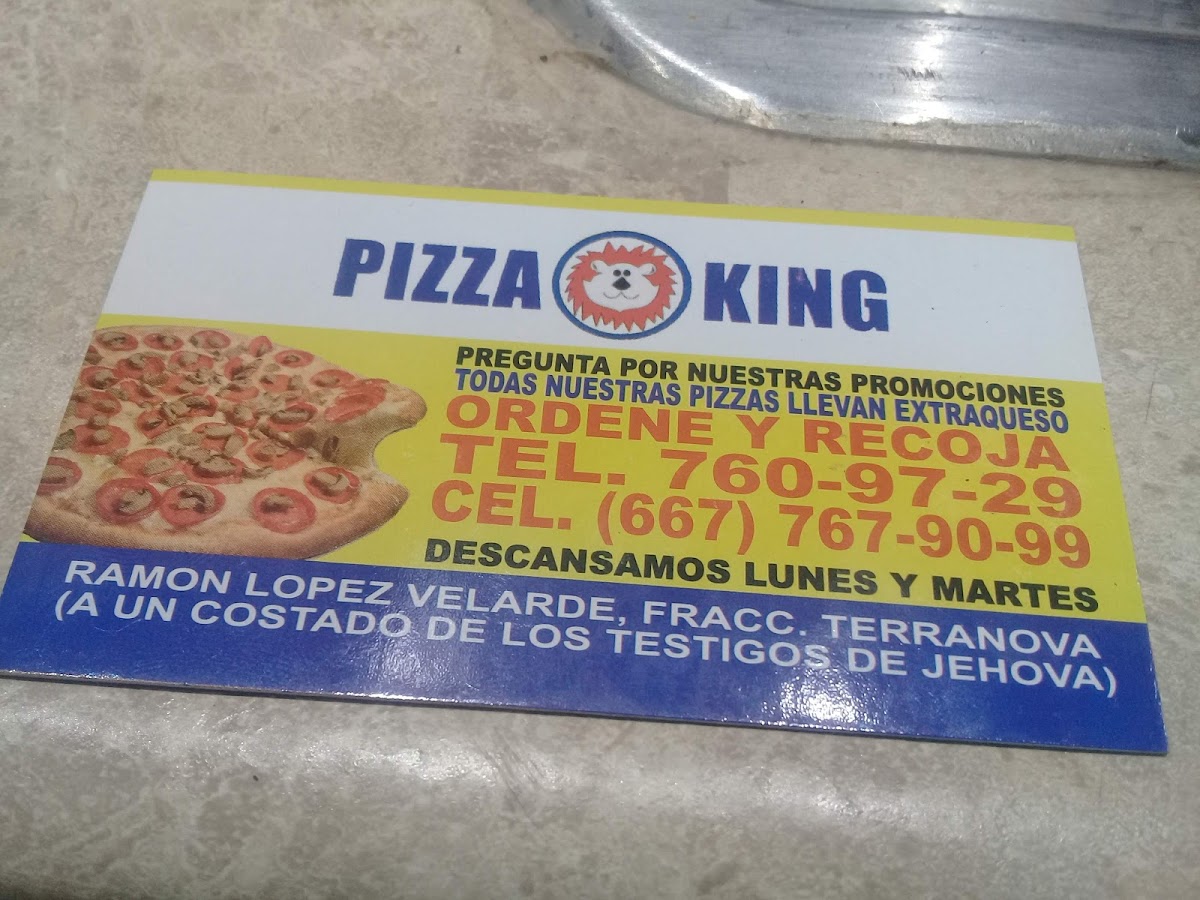 PIZZA KING
PREGUNTA POR NUESTRAS PROMOCIONES
TODAS NUESTRAS PIZZAS LLEVAN EXTRAQUESO
ORDENE Y RECOJA
TEL. 760-97-29
CEL. (667) 767-90-99
DESCANSAMOS LUNES Y MARTES
RAMON LOPEZ VELARDE, FRACC. TERRANOVA
(A UN COSTADO DE LOS TESTIGOS DE JEHOVA)